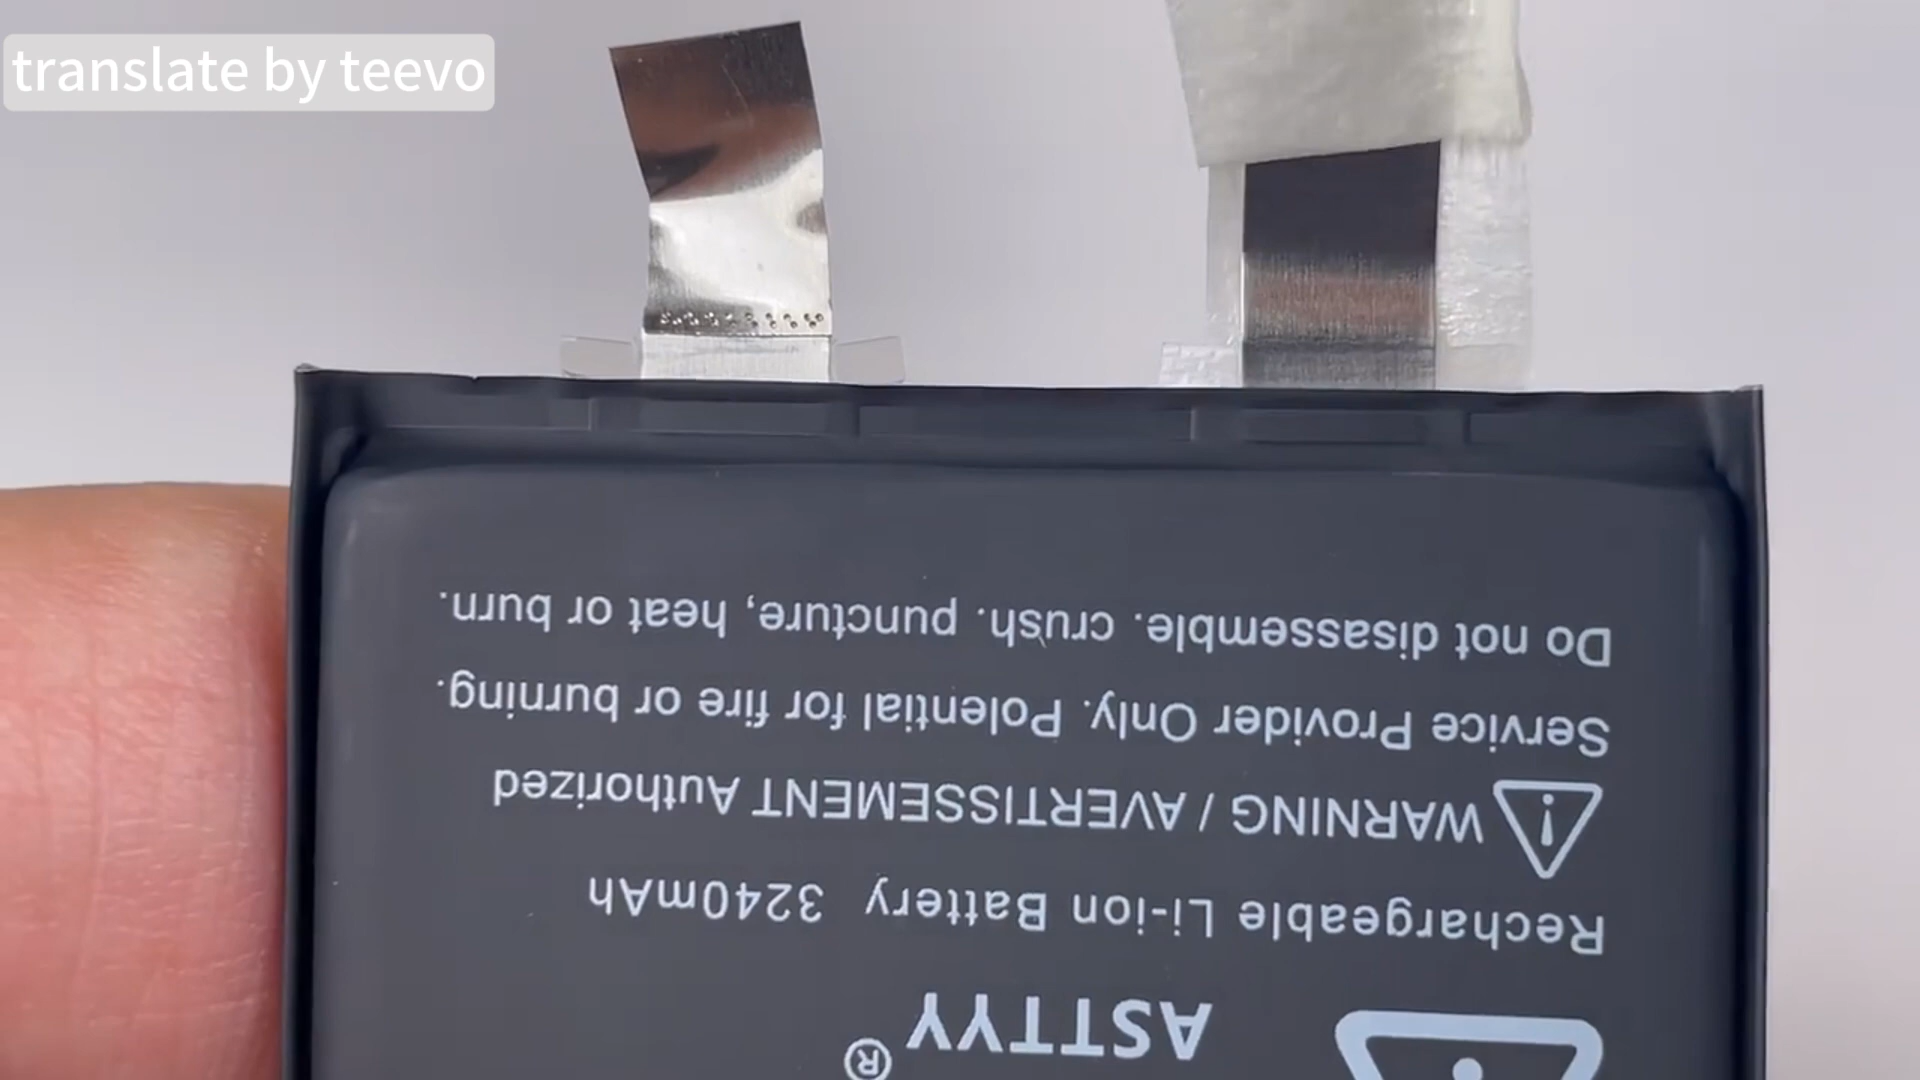 translate by teevo
ASTTYY®
Rechargeable Li-ion Battery 3240mAh
WARNING / AVERTISSEMENT Authorized
Service Provider Only. Polential for fire or burning.
Do not disassemble. crush. puncture, heat or burn.